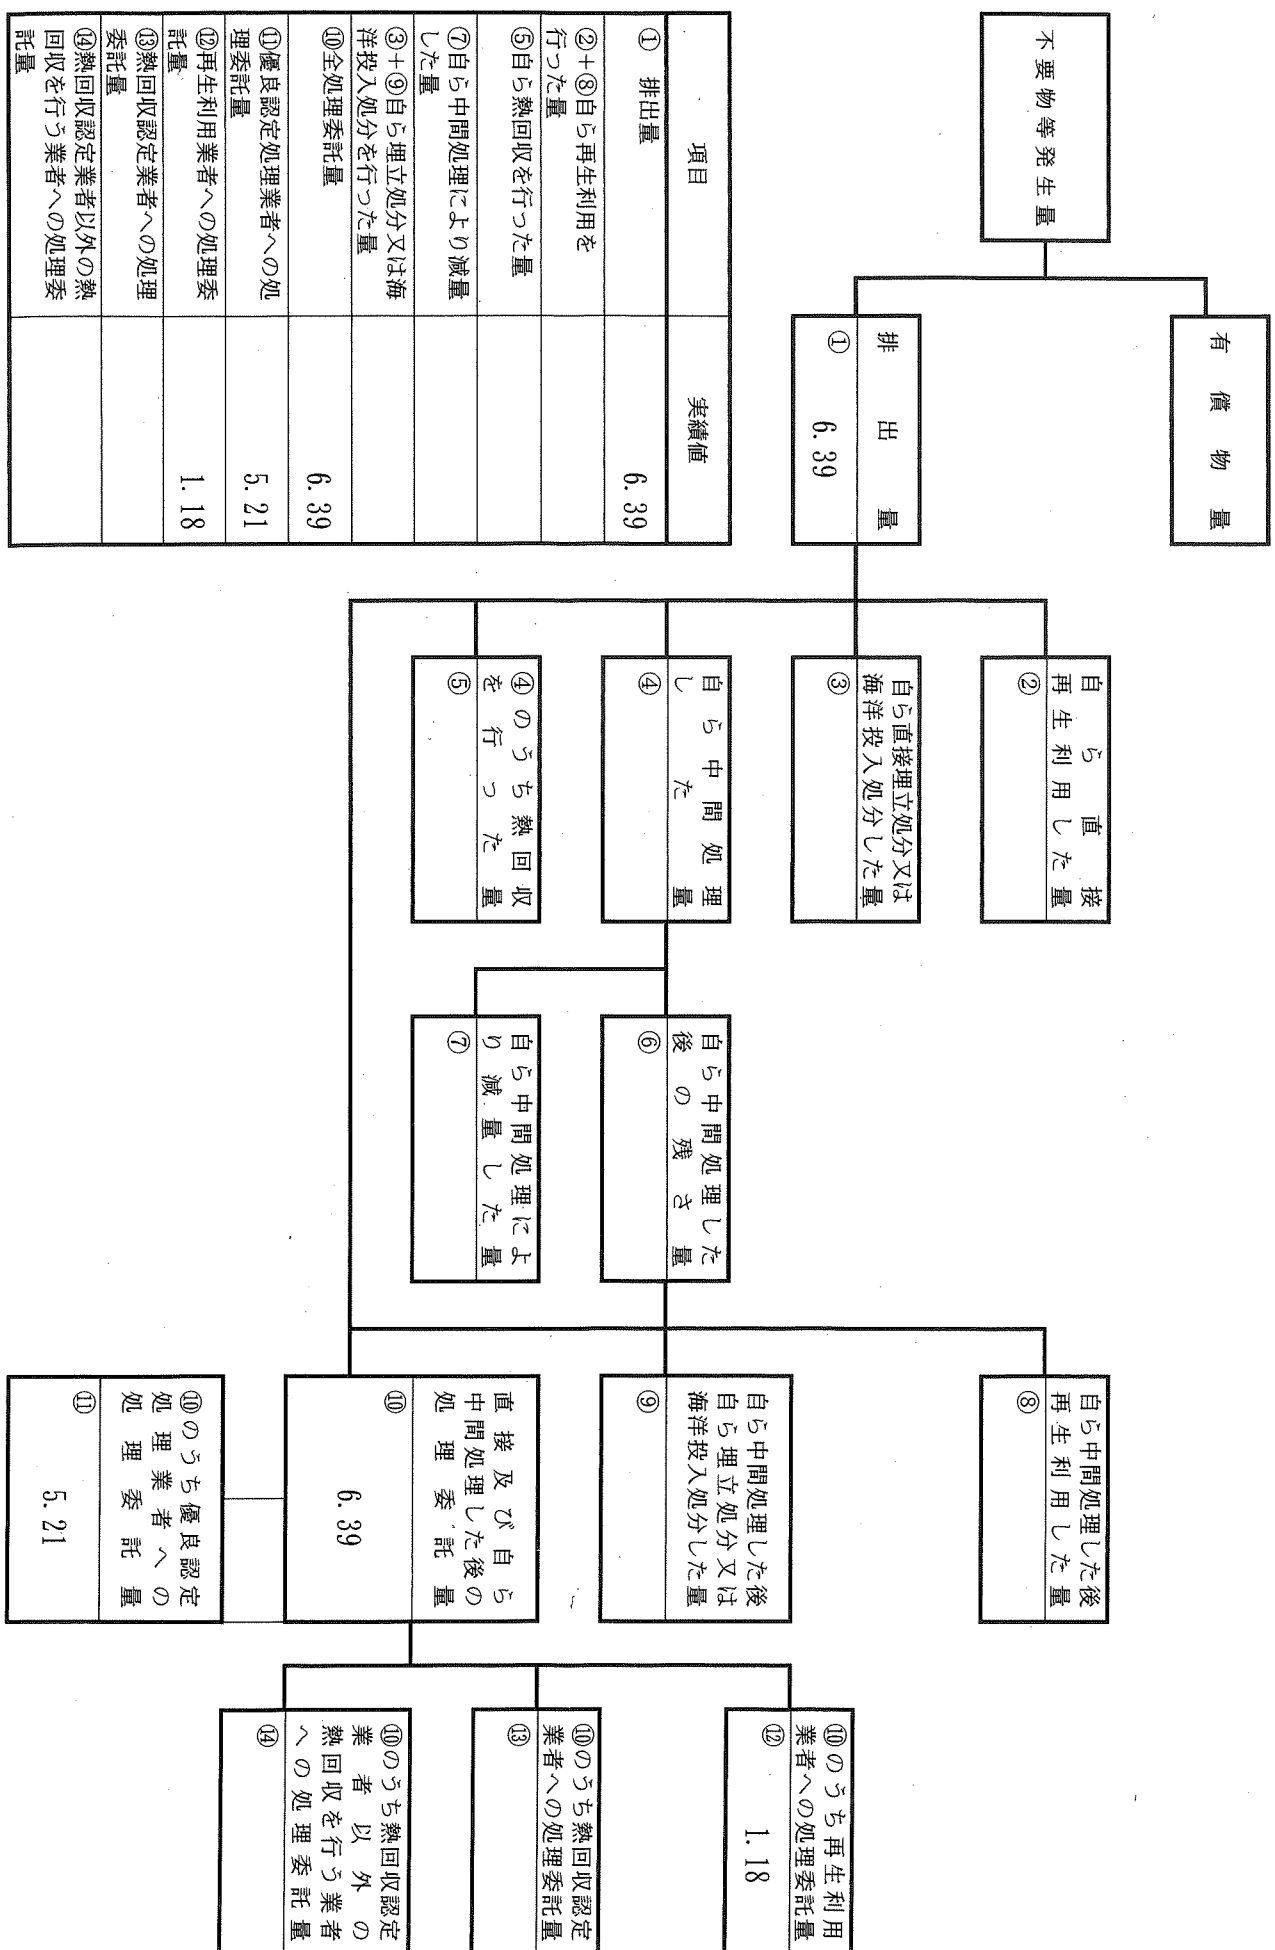 有償物量
不要物等発生量
排出量
① 6.39
自ら直接
再生利用した量
②
自ら直接埋立処分又は
海洋投入処分した量
③
自ら中間処理
した量
④
④のうち熱回収
を行った量
⑤
自ら中間処理した
後の残さ量
⑥
自ら中間処理によ
り減量した量
⑦
自ら中間処理した後
再生利用した量
⑧
自ら中間処理した後
自ら埋立処分又は
海洋投入処分した量
⑨
直接及び自ら
中間処理した後の
処理委託量
⑩
6.39
⑩のうち優良認定
処理業者への
処理委託量
⑪
5.21
⑩のうち再生利用
業者への処理委託量
⑫
1.18
⑩のうち熱回収認定
業者への処理委託量
⑬
⑩のうち熱回収認定
業者以外の
熱回収を行う業者
への処理委託量
⑭
項目 実績値
① 排出量 6.39
②+⑧自ら再生利用を
行った量
⑤自ら熱回収を行った量
⑦自ら中間処理により減量
した量
③+⑨自ら埋立処分又は海
洋投入処分を行った量
⑩全処理委託量 6.39
⑪優良認定処理業者への処
理委託量 5.21
⑫再生利用業者への処理委
託量 1.18
⑬熱回収認定業者への処理
委託量
⑭熱回収認定業者以外の熱
回収を行う業者への処理委
託量